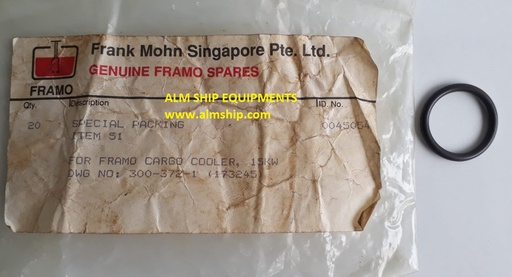 Frank Mohn Singapore Pte. Ltd.
GENUINE FRAMO SPARES
FRAMO
ALM SHIP EQUIPMENTS
www.almship.com
Qty. Description ID No.
20 SPECIAL PACKING 0045054
ITEM 51
FOR FRAMO CARGO COOLER, 15KW
DWG NO: 300-372-1 (173245)